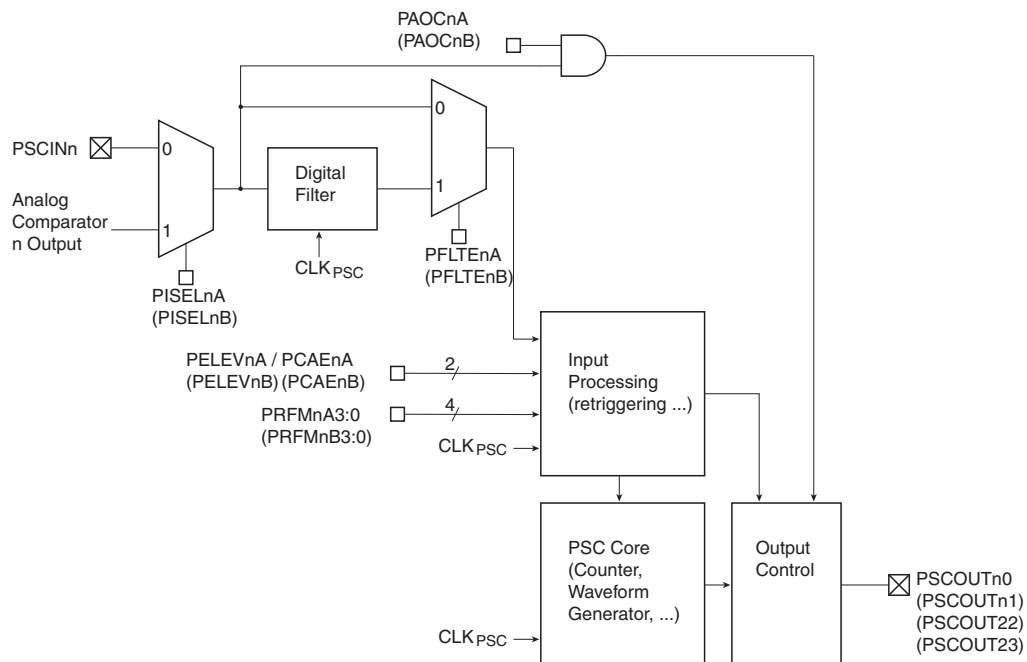 PAOCnA
(PAOCnB)
0
PSCINn
0
Digital
Filter
1
Analog
Comparator
n Output
1
CLKPSC
PFLTEnA
(PFLTEnB)
PISELnA
(PISELnB)
PELEVnA / PCAEnA
(PELEVnB) (PCAEnB)
2
Input
Processing
(retriggering ...)
PRFMnA3:0
(PRFMnB3:0)
4
CLKPSC
PSC Core
(Counter,
Waveform
Generator, ...)
Output
Control
PSCOUTn0
(PSCOUTn1)
(PSCOUT22)
(PSCOUT23)
CLKPSC